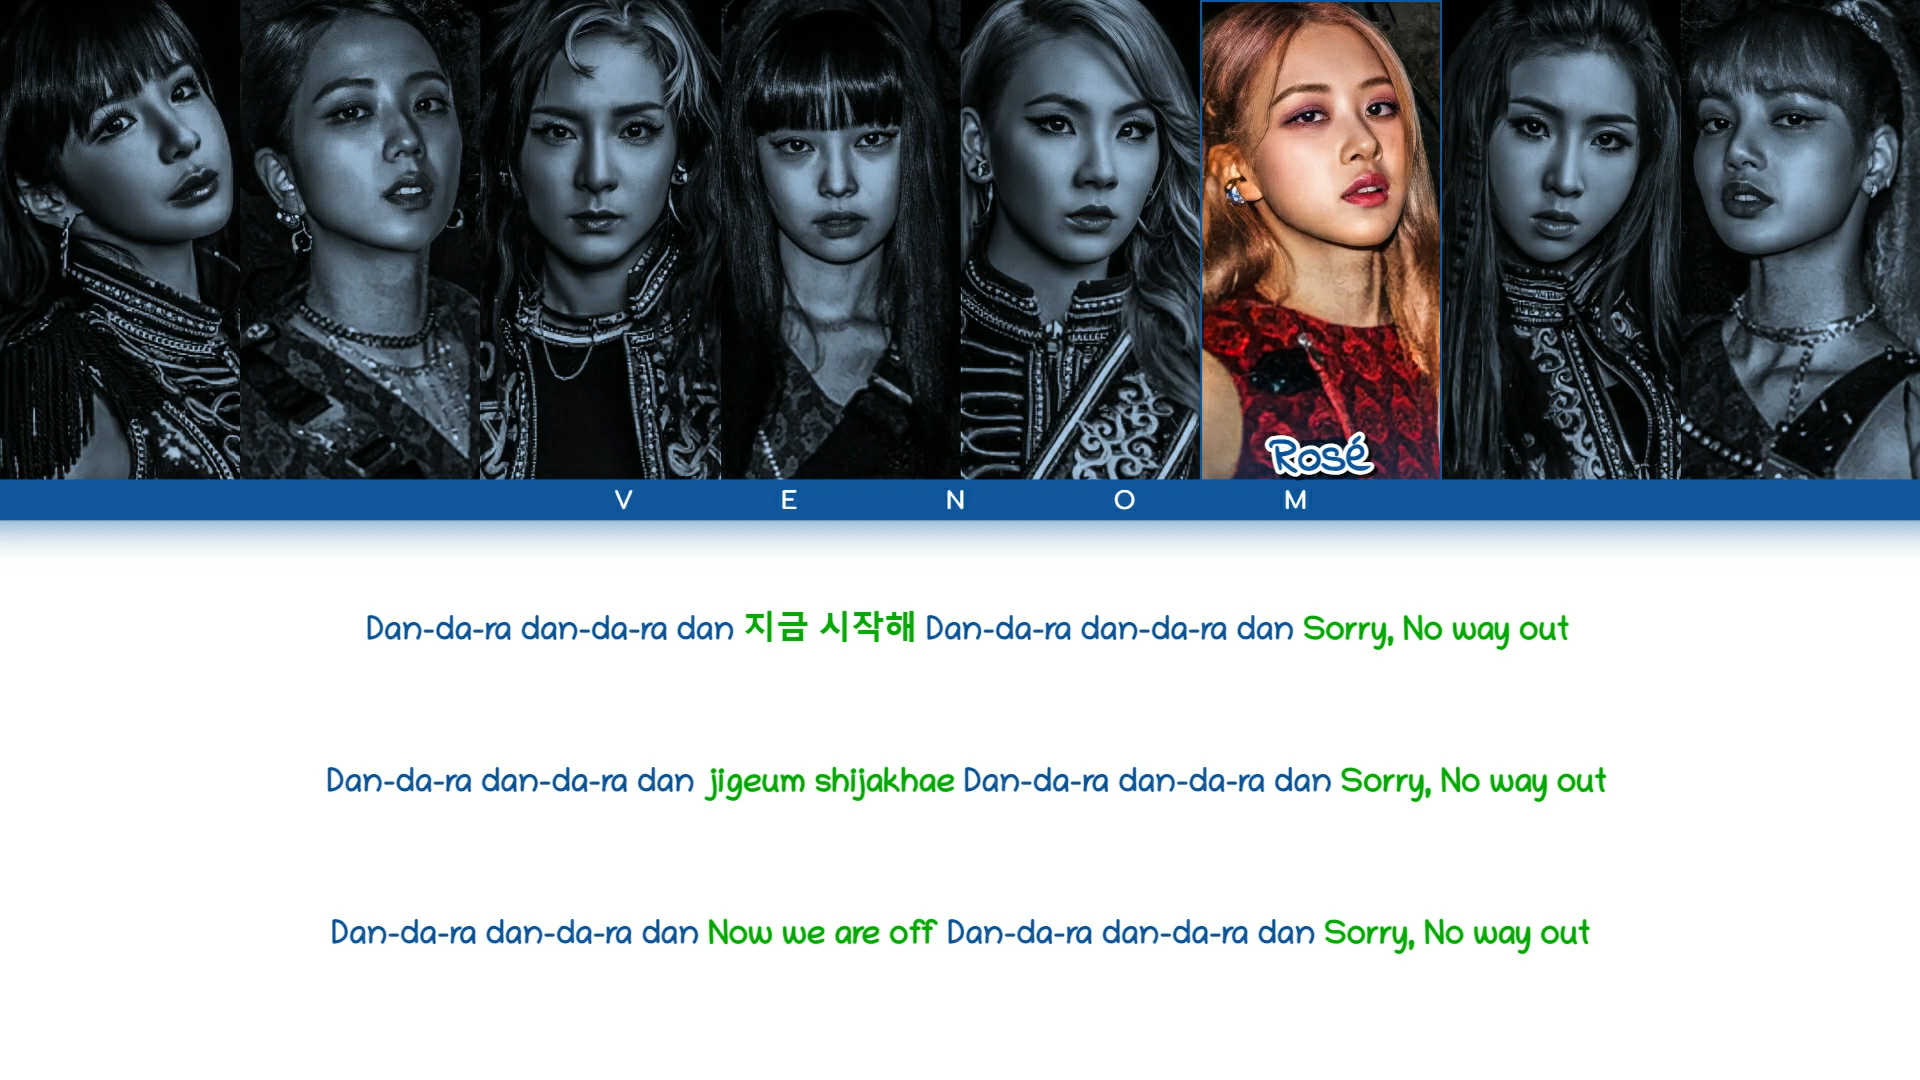 Rosé
V E N O M
Dan-da-ra dan-da-ra dan 지금 시작해 Dan-da-ra dan-da-ra dan Sorry, No way out
Dan-da-ra dan-da-ra dan jigeum shijakhae Dan-da-ra dan-da-ra dan Sorry, No way out
Dan-da-ra dan-da-ra dan Now we are off Dan-da-ra dan-da-ra dan Sorry, No way out